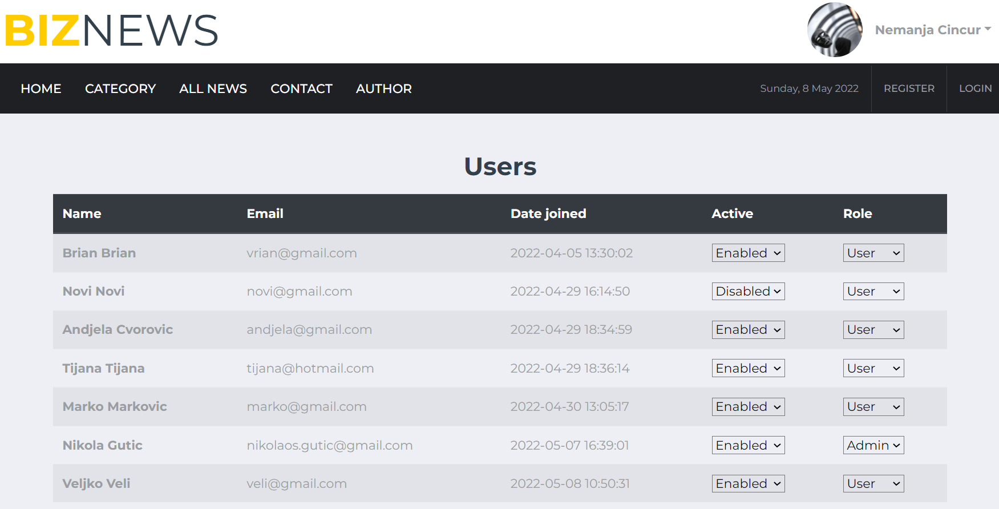 BIZNEWS
Nemanja Cincur
HOME CATEGORY ALL NEWS CONTACT AUTHOR Sunday, 8 May 2022 REGISTER LOGIN
Users
Name Email Date joined Active Role
Brian Brian vrian@gmail.com 2022-04-05 13:30:02 Enabled User
Novi Novi novi@gmail.com 2022-04-29 16:14:50 Disabled User
Andjela Cvorovic andjela@gmail.com 2022-04-29 18:34:59 Enabled User
Tijana Tijana tijana@hotmail.com 2022-04-29 18:36:14 Enabled User
Marko Markovic marko@gmail.com 2022-04-30 13:05:17 Enabled User
Nikola Gutic nikolaos.gutic@gmail.com 2022-05-07 16:39:01 Enabled Admin
Veljko Veli veli@gmail.com 2022-05-08 10:50:31 Enabled User